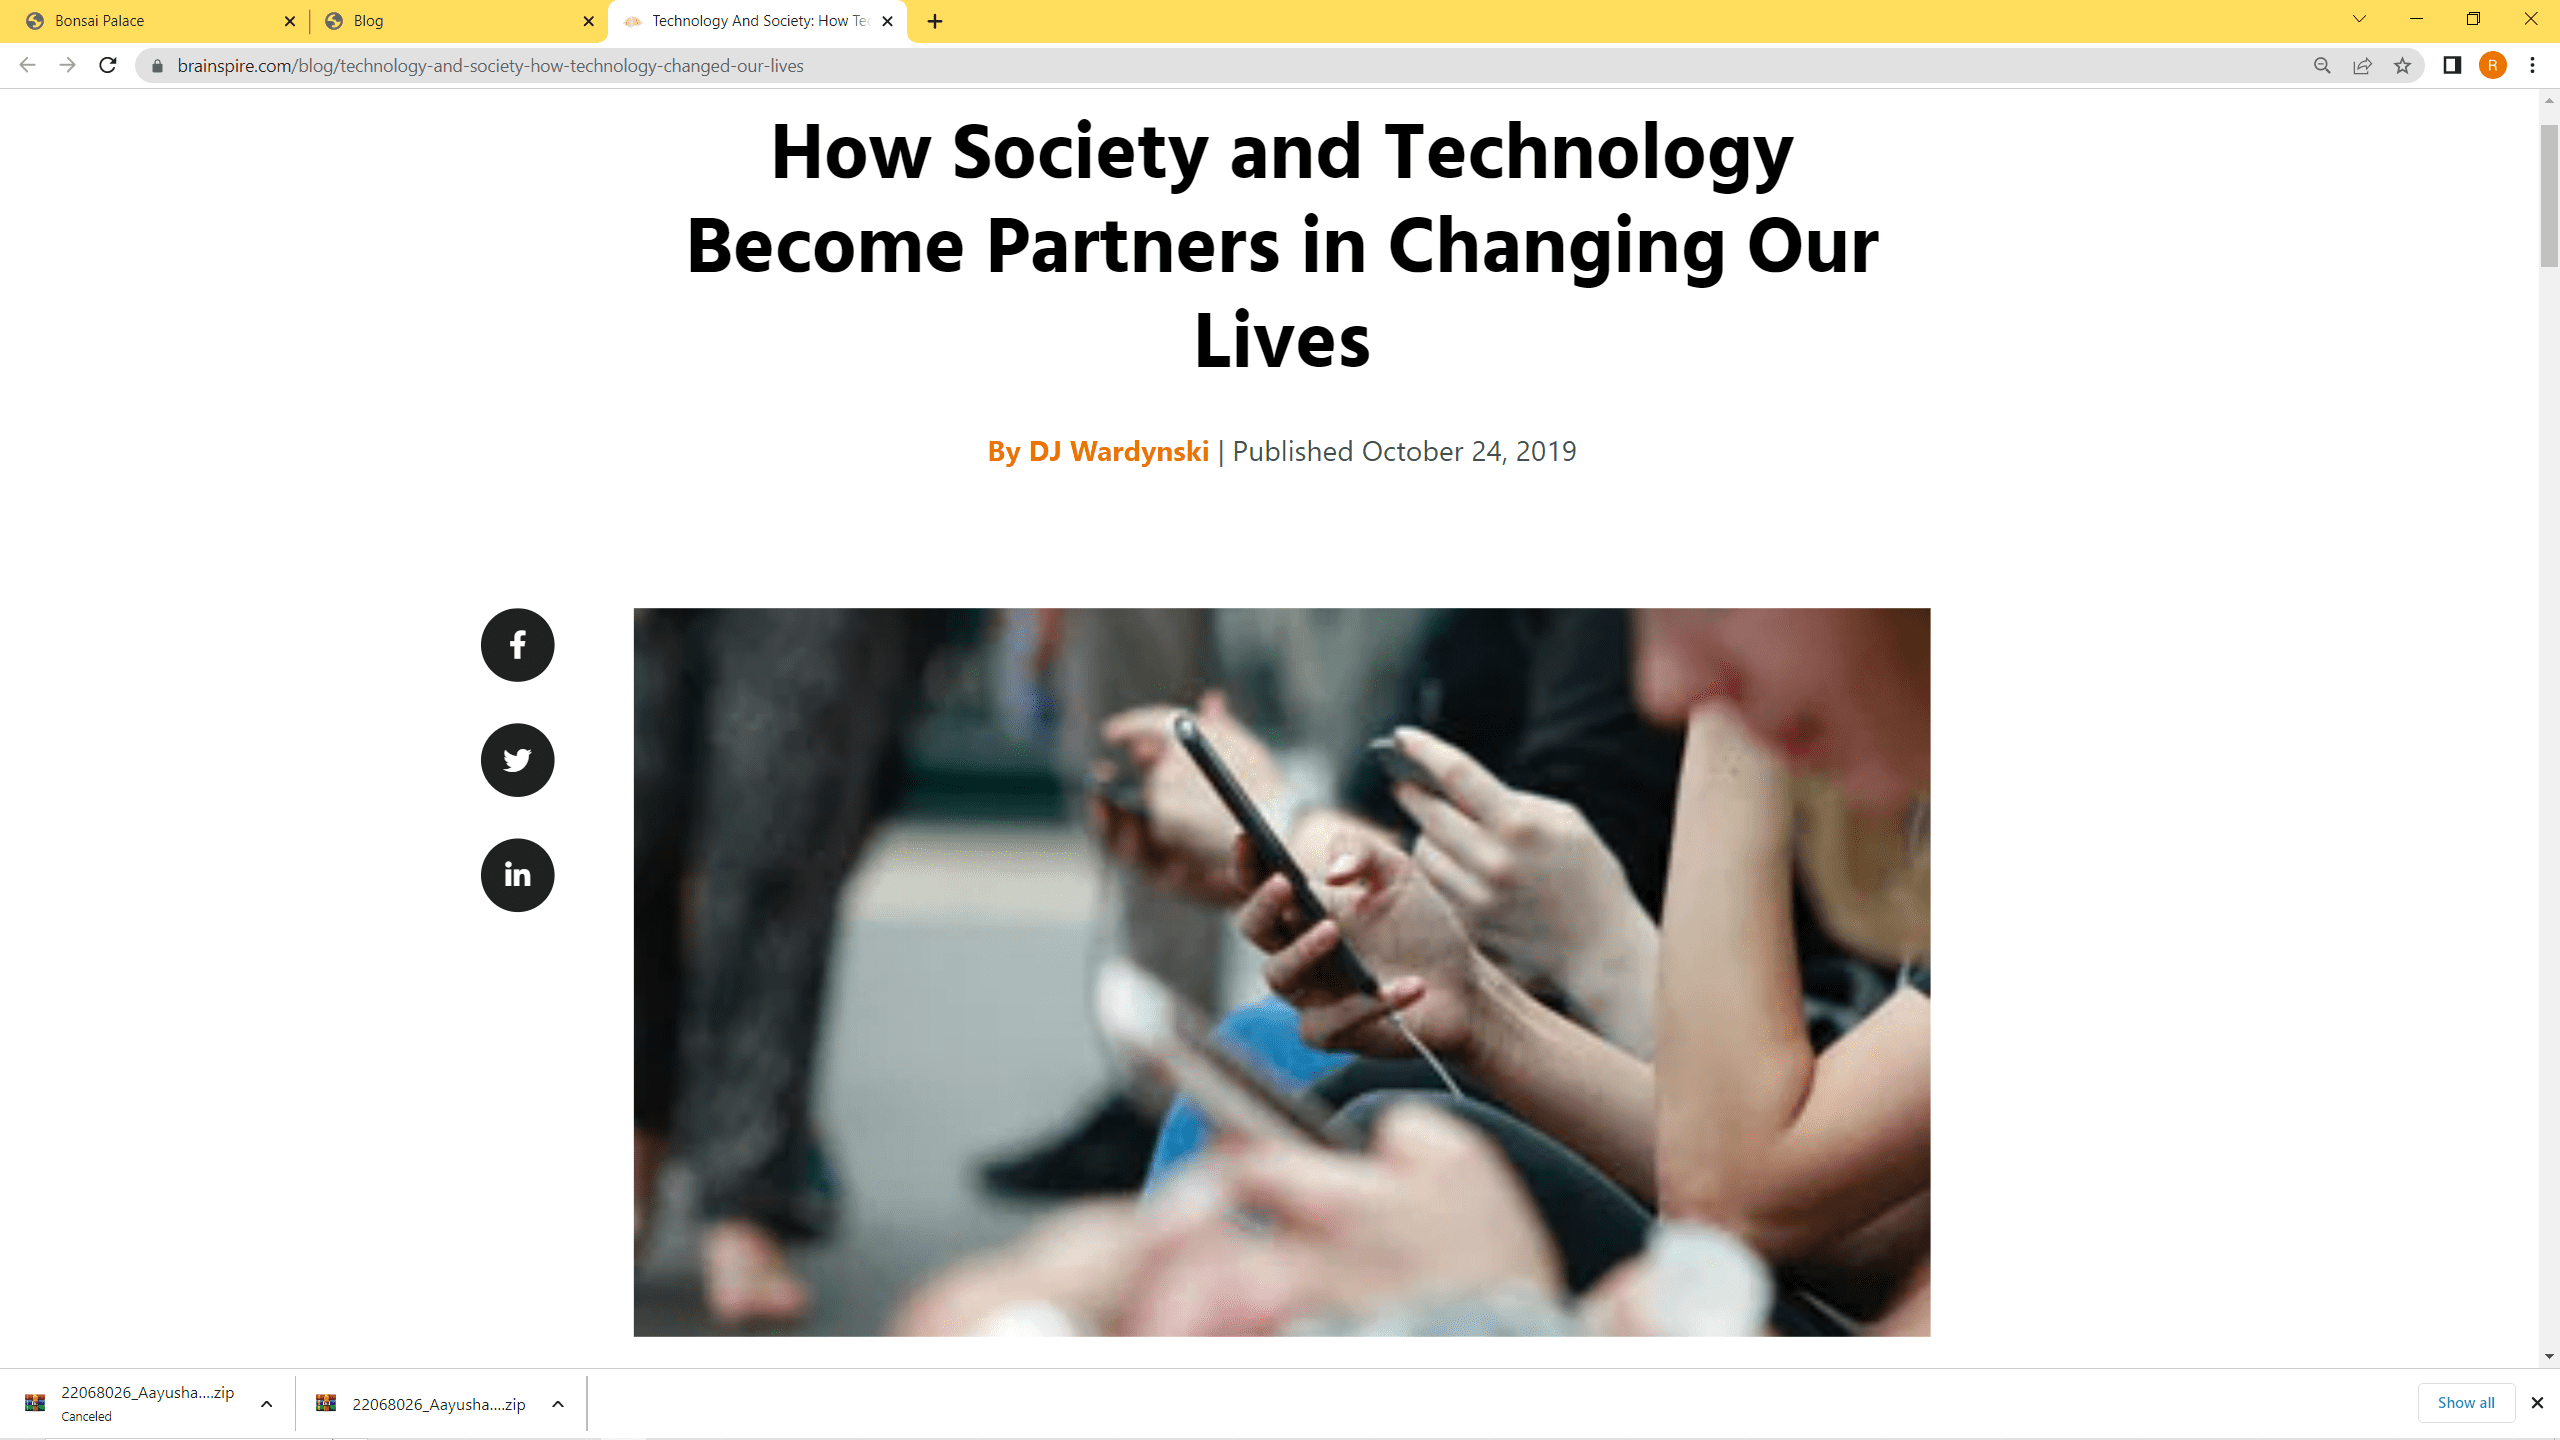 Bonsai Palace
Blog
Technology And Society: How Te
brainspire.com/blog/technology-and-society-how-technology-changed-our-lives
R
How Society and Technology
Become Partners in Changing Our
Lives
By DJ Wardynski | Published October 24, 2019
f
in
22068026_Aayusha....zip
Canceled
22068026_Aayusha....zip
Show all